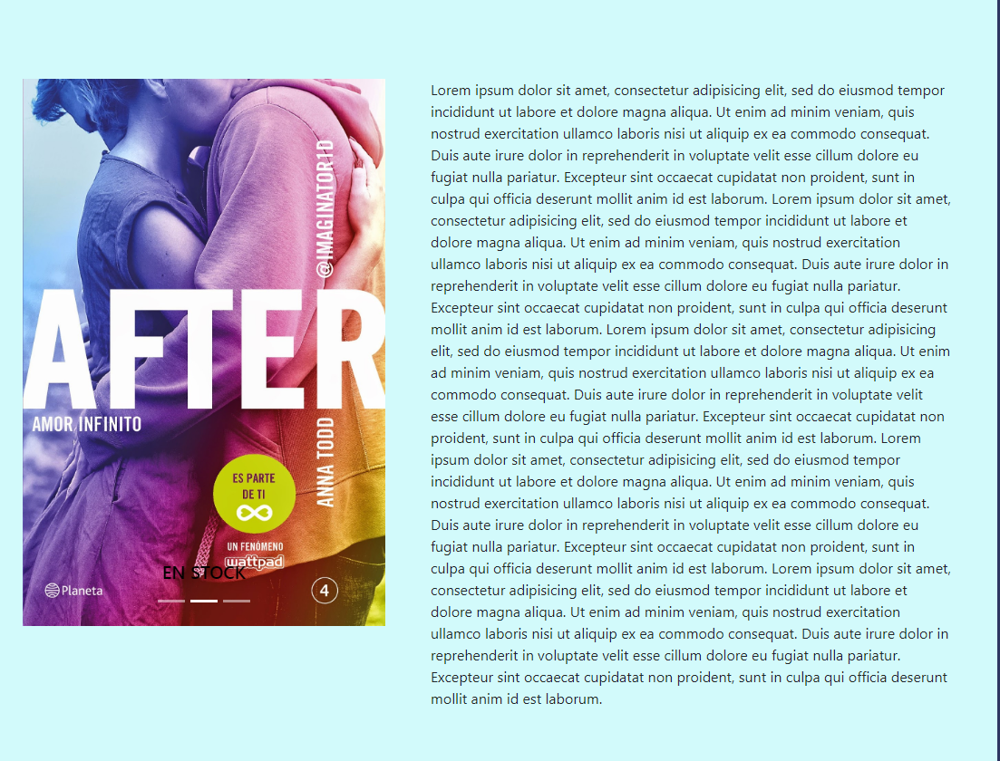 @IMAGINATOR1D
AFTER
AMOR INFINITO
ANNA TODD
ES PARTE
DE TI
UN FENÓMENO
wattpad
EN STOCK
Planeta
4
Lorem ipsum dolor sit amet, consectetur adipisicing elit, sed do eiusmod tempor
incididunt ut labore et dolore magna aliqua. Ut enim ad minim veniam, quis
nostrud exercitation ullamco laboris nisi ut aliquip ex ea commodo consequat.
Duis aute irure dolor in reprehenderit in voluptate velit esse cillum dolore eu
fugiat nulla pariatur. Excepteur sint occaecat cupidatat non proident, sunt in
culpa qui officia deserunt mollit anim id est laborum. Lorem ipsum dolor sit amet,
consectetur adipisicing elit, sed do eiusmod tempor incididunt ut labore et
dolore magna aliqua. Ut enim ad minim veniam, quis nostrud exercitation
ullamco laboris nisi ut aliquip ex ea commodo consequat. Duis aute irure dolor in
reprehenderit in voluptate velit esse cillum dolore eu fugiat nulla pariatur.
Excepteur sint occaecat cupidatat non proident, sunt in culpa qui officia deserunt
mollit anim id est laborum. Lorem ipsum dolor sit amet, consectetur adipisicing
elit, sed do eiusmod tempor incididunt ut labore et dolore magna aliqua. Ut enim
ad minim veniam, quis nostrud exercitation ullamco laboris nisi ut aliquip ex ea
commodo consequat. Duis aute irure dolor in reprehenderit in voluptate velit
esse cillum dolore eu fugiat nulla pariatur. Excepteur sint occaecat cupidatat non
proident, sunt in culpa qui officia deserunt mollit anim id est laborum. Lorem
ipsum dolor sit amet, consectetur adipisicing elit, sed do eiusmod tempor
incididunt ut labore et dolore magna aliqua. Ut enim ad minim veniam, quis
nostrud exercitation ullamco laboris nisi ut aliquip ex ea commodo consequat.
Duis aute irure dolor in reprehenderit in voluptate velit esse cillum dolore eu
fugiat nulla pariatur. Excepteur sint occaecat cupidatat non proident, sunt in
culpa qui officia deserunt mollit anim id est laborum. Lorem ipsum dolor sit amet,
consectetur adipisicing elit, sed do eiusmod tempor incididunt ut labore et
dolore magna aliqua. Ut enim ad minim veniam, quis nostrud exercitation
ullamco laboris nisi ut aliquip ex ea commodo consequat. Duis aute irure dolor in
reprehenderit in voluptate velit esse cillum dolore eu fugiat nulla pariatur.
Excepteur sint occaecat cupidatat non proident, sunt in culpa qui officia deserunt
mollit anim id est laborum.